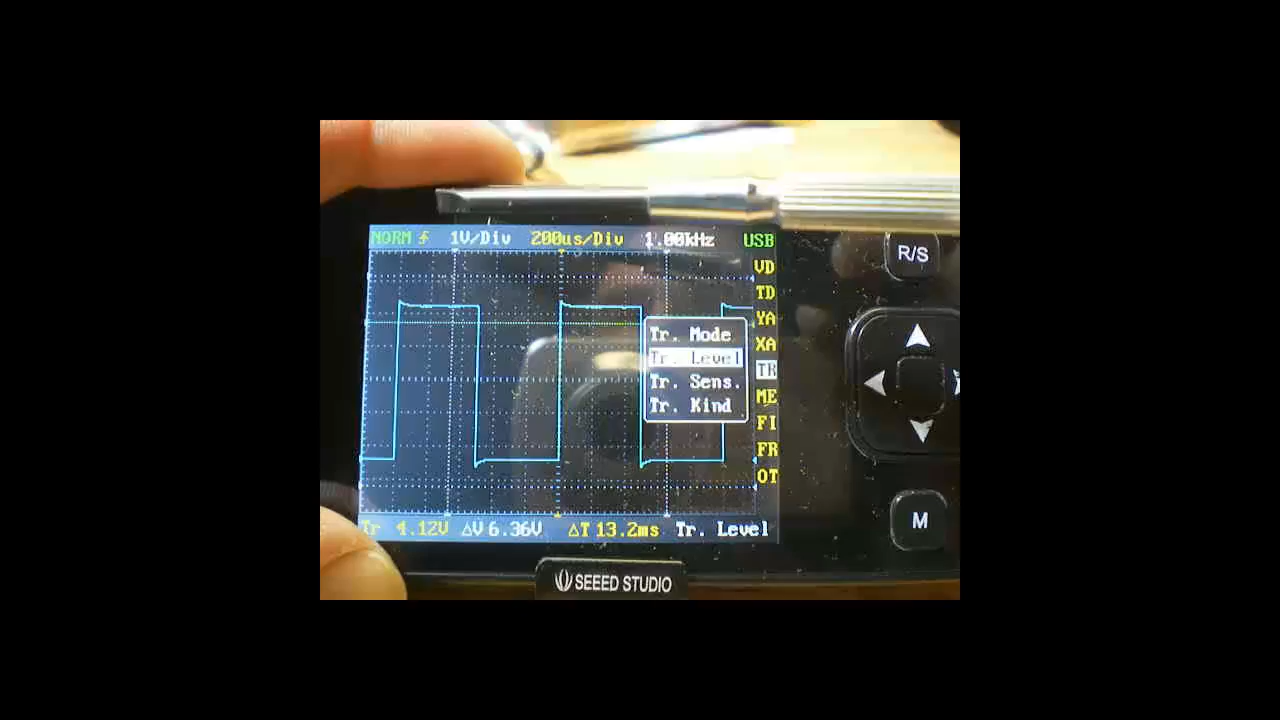 NORM 1V/Div 200us/Div 1.00kHz USB
VD
TD
YA
XA
TR
ME
FI
FR
OT
Tr. Mode
Tr. Level
Tr. Sens.
Tr. Kind
Tr 4.12V ΔV 6.36V ΔT 13.2ms Tr. Level
R/S
M
SEEED STUDIO